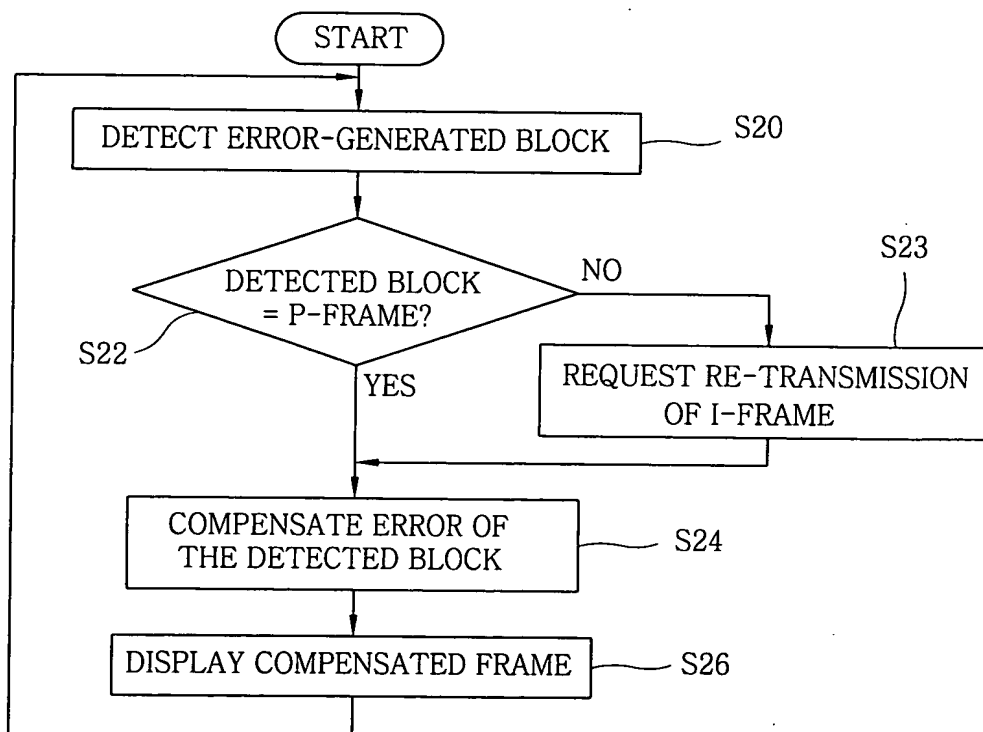 START
DETECT ERROR-GENERATED BLOCK
S20
DETECTED BLOCK
= P-FRAME?
S22
NO
YES
S23
REQUEST RE-TRANSMISSION
OF I-FRAME
COMPENSATE ERROR OF
THE DETECTED BLOCK
S24
DISPLAY COMPENSATED FRAME
S26